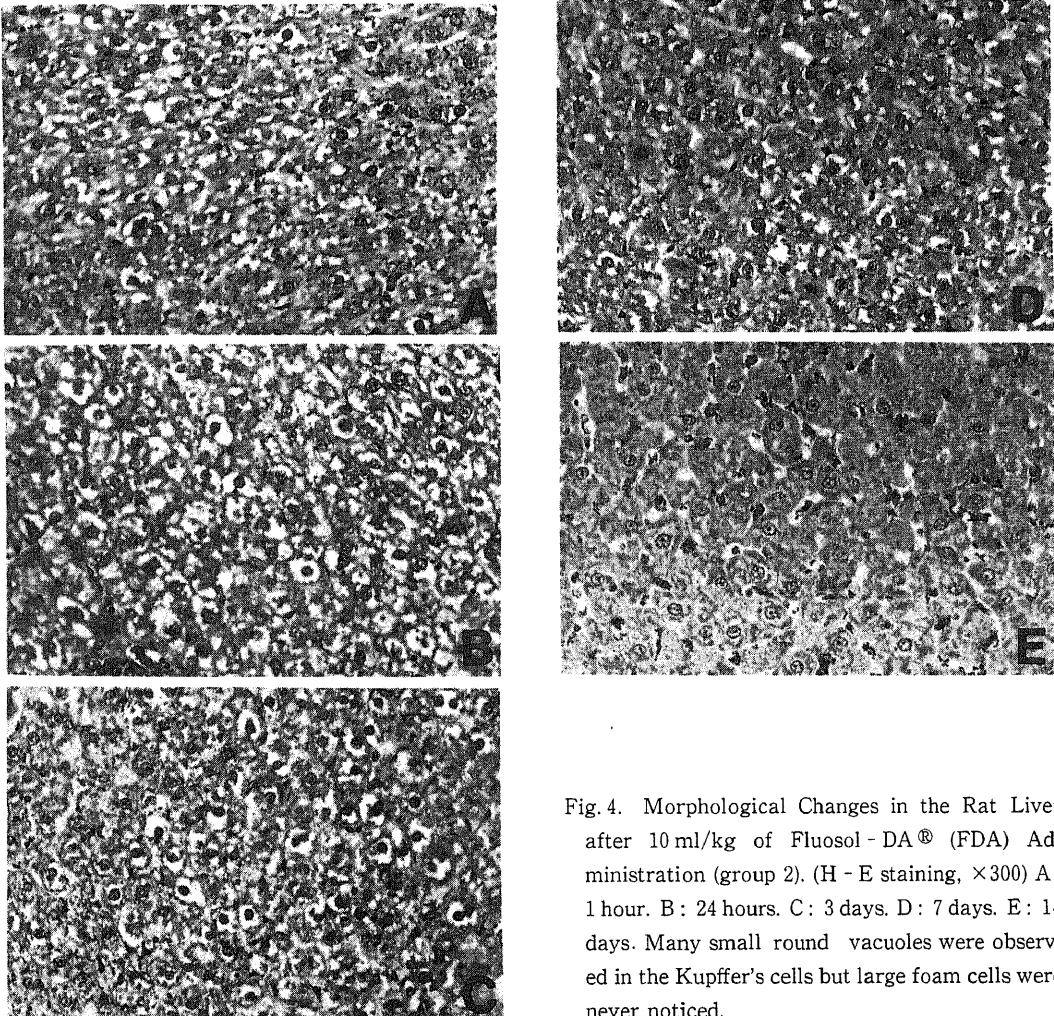 A
D
B
E
C
Fig. 4. Morphological Changes in the Rat Live
after 10 ml/kg of Fluosol - DA® (FDA) Ad
ministration (group 2). (H - E staining, ×300) A
1 hour. B : 24 hours. C : 3 days. D : 7 days. E : 1
days. Many small round vacuoles were observ
ed in the Kupffer's cells but large foam cells wer
never noticed.